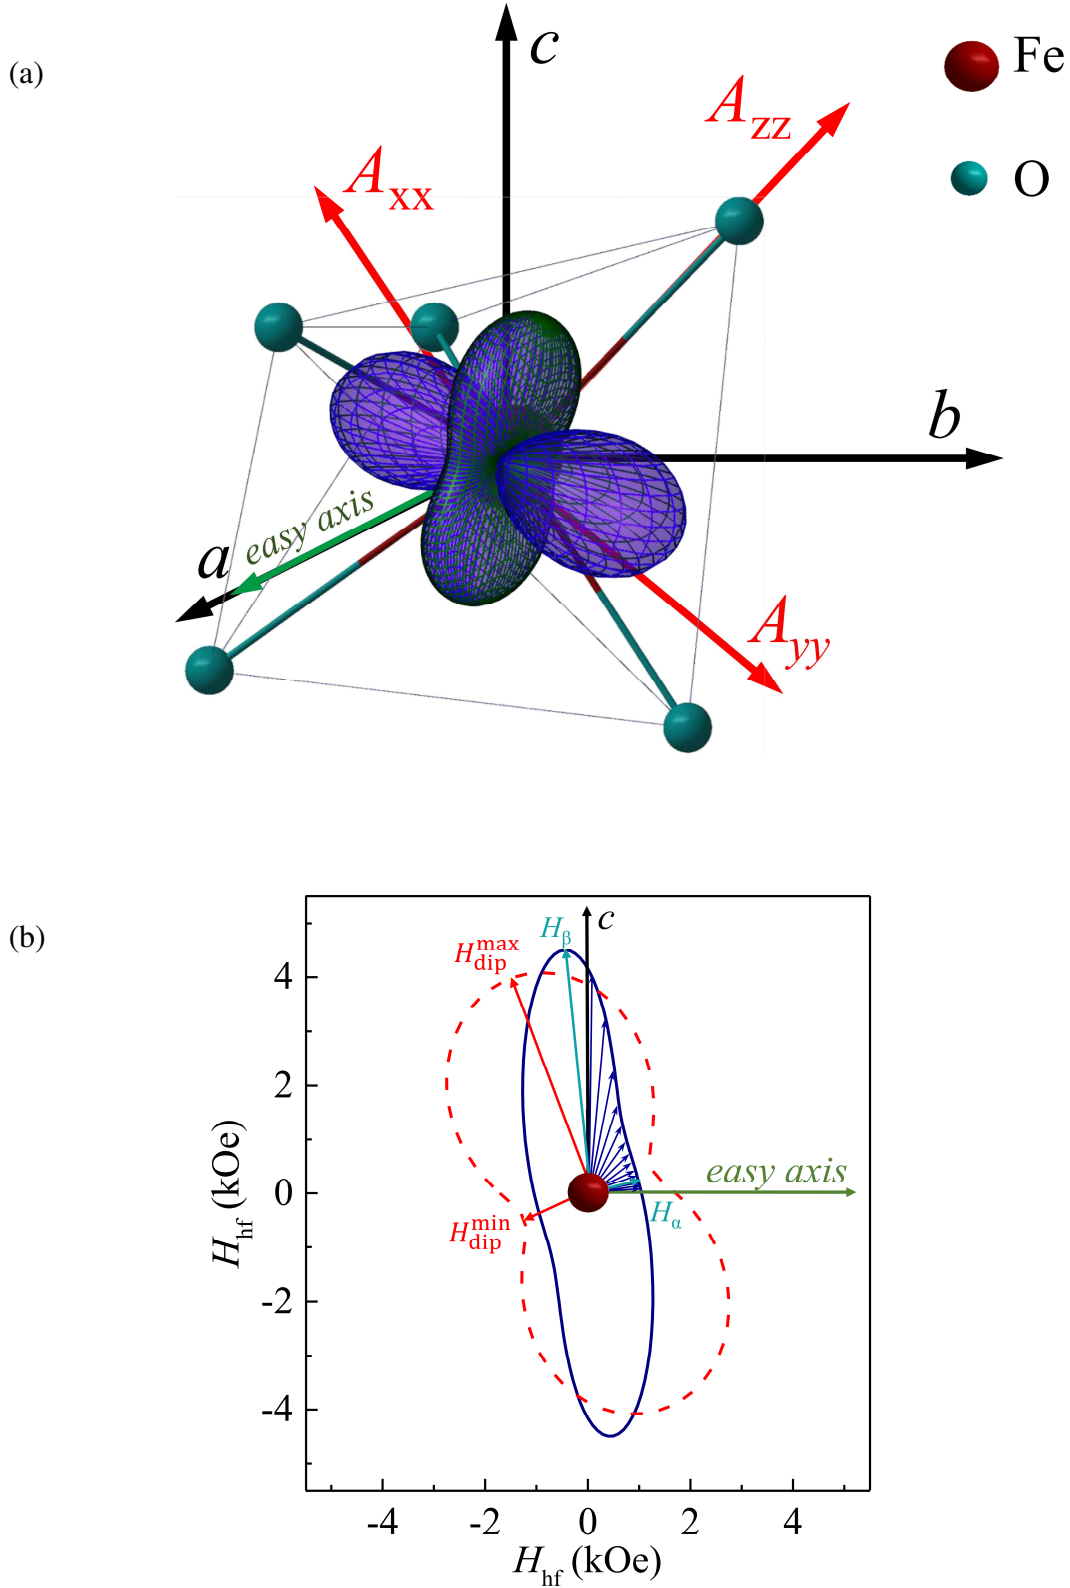 (a)
c
Fe
A_zz
A_xx
O
b
easy axis
a
A_yy
(b)
c
H_β
H_dip^max
4
2
H_hf (kOe)
0
easy axis
H_α
H_dip^min
-2
-4
-4 -2 0 2 4
H_hf (kOe)